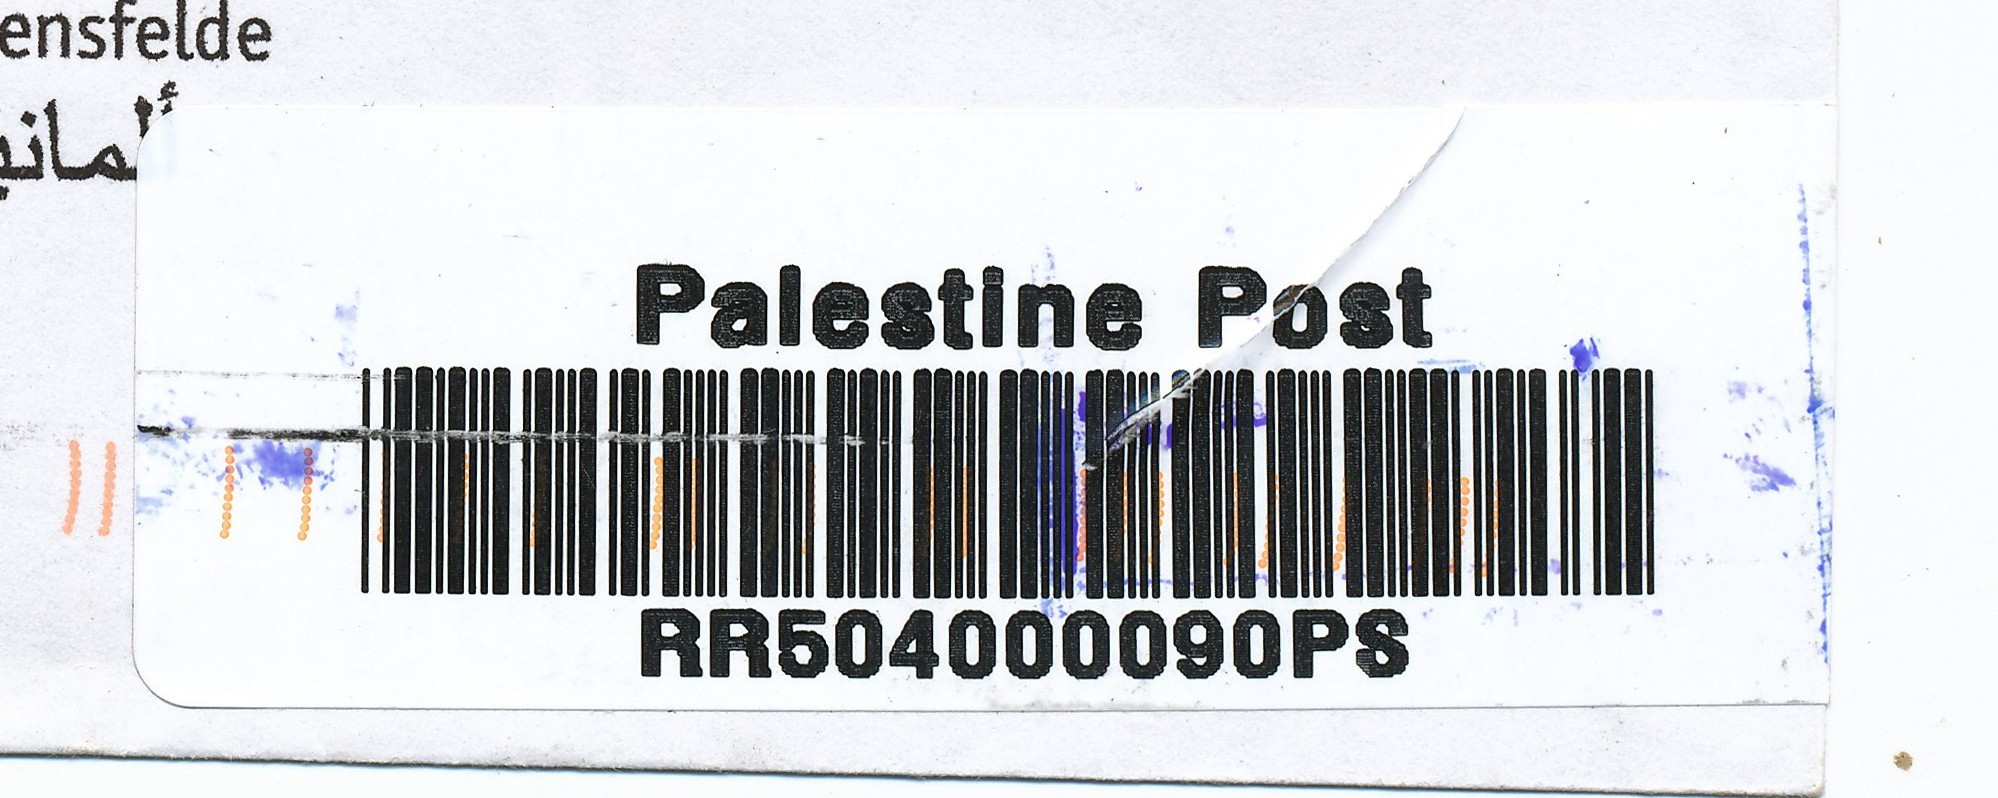 ensfelde
ألماني
Palestine Post
RR504000090PS